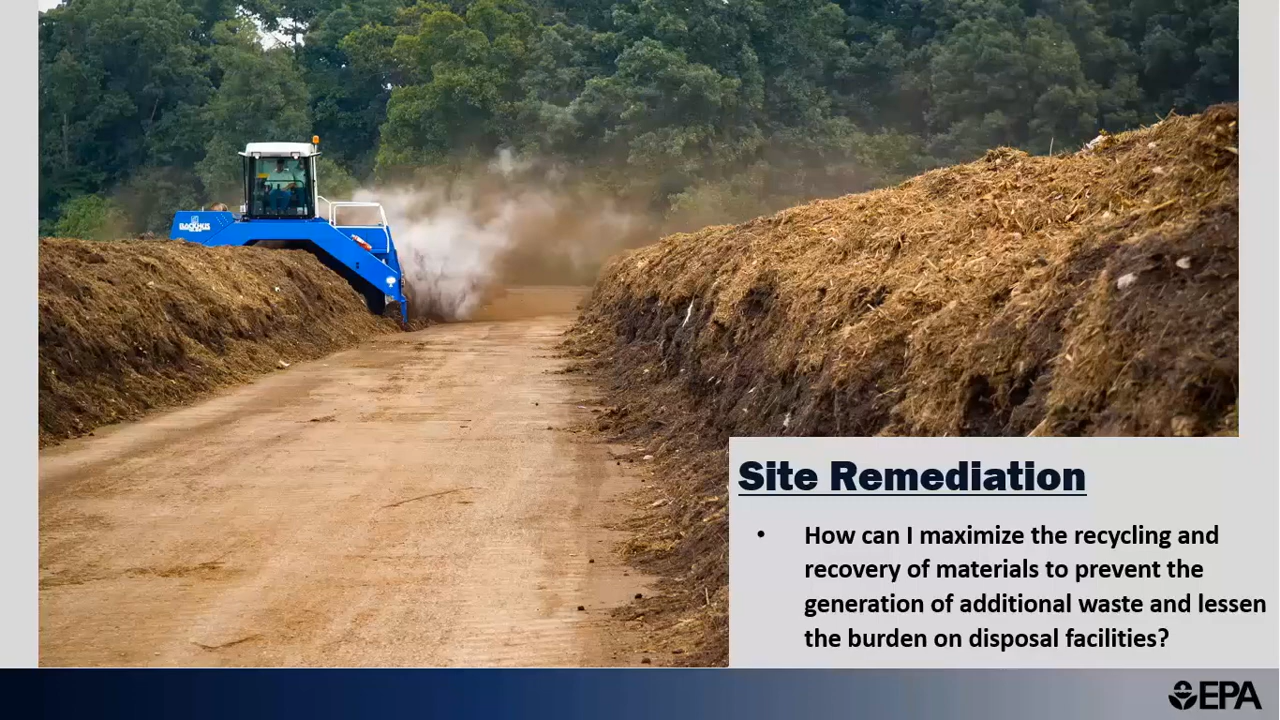 BACKHUS
Site Remediation
• How can I maximize the recycling and
recovery of materials to prevent the
generation of additional waste and lessen
the burden on disposal facilities?
EPA